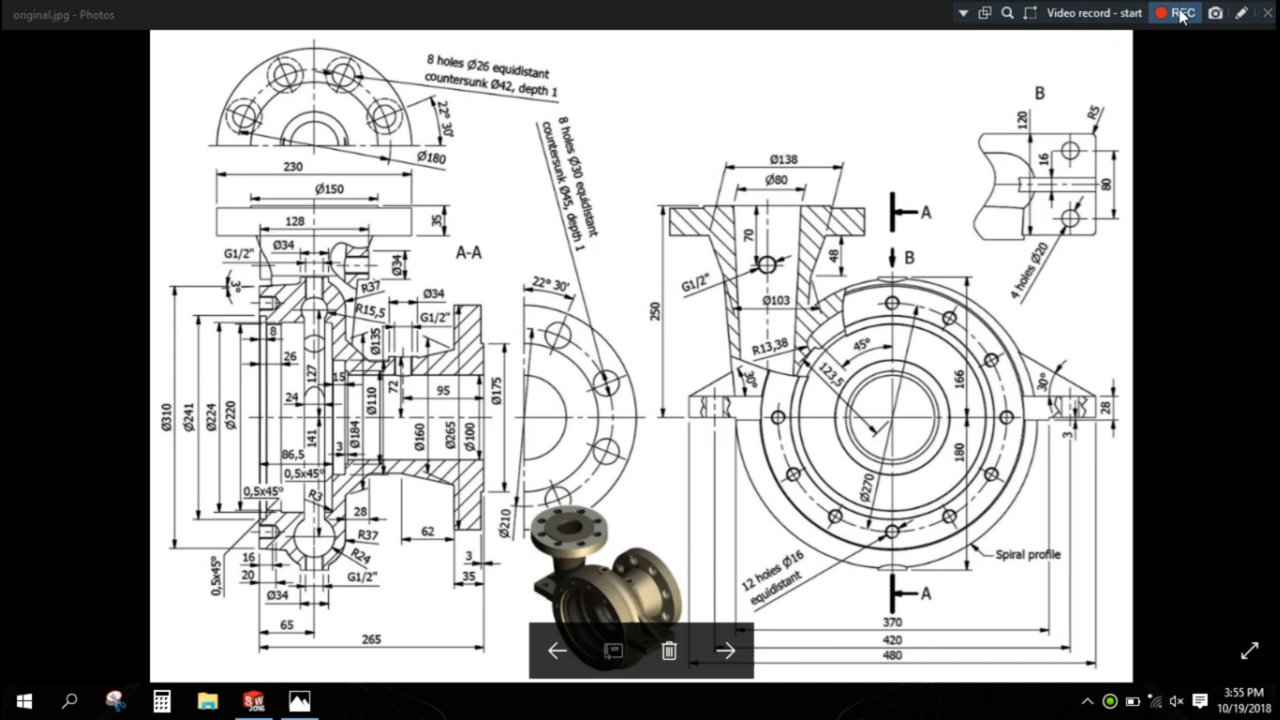 original.jpg - Photos
Video record - start
REC
8 holes Ø26 equidistant
countersunk Ø42, depth 1
22° 30'
Ø180
230
Ø150
35
128
Ø34
G1/2"
Ø34
A-A
3°
R37
R15,5
Ø34
G1/2"
Ø135
8
26
127
15
24
72
95
Ø175
Ø310
Ø241
Ø224
Ø220
141
3
Ø184
Ø110
Ø160
Ø265
Ø100
86,5
0,5x45°
0,5x45°
R3
28
R37
62
Ø210
R24
3
35
16
20
0,5x45°
G1/2"
Ø34
65
265
8 holes Ø30 equidistant
countersunk Ø45, depth 1
22° 30'
Ø138
Ø80
A
70
48
B
G1/2"
Ø103
250
R13,38
45°
123,5
30°
166
30°
28
3
180
Ø270
Spiral profile
12 holes Ø16
equidistant
A
370
420
480
B
R5
120
16
80
4 holes Ø20
SW
2016
3:55 PM
10/19/2018